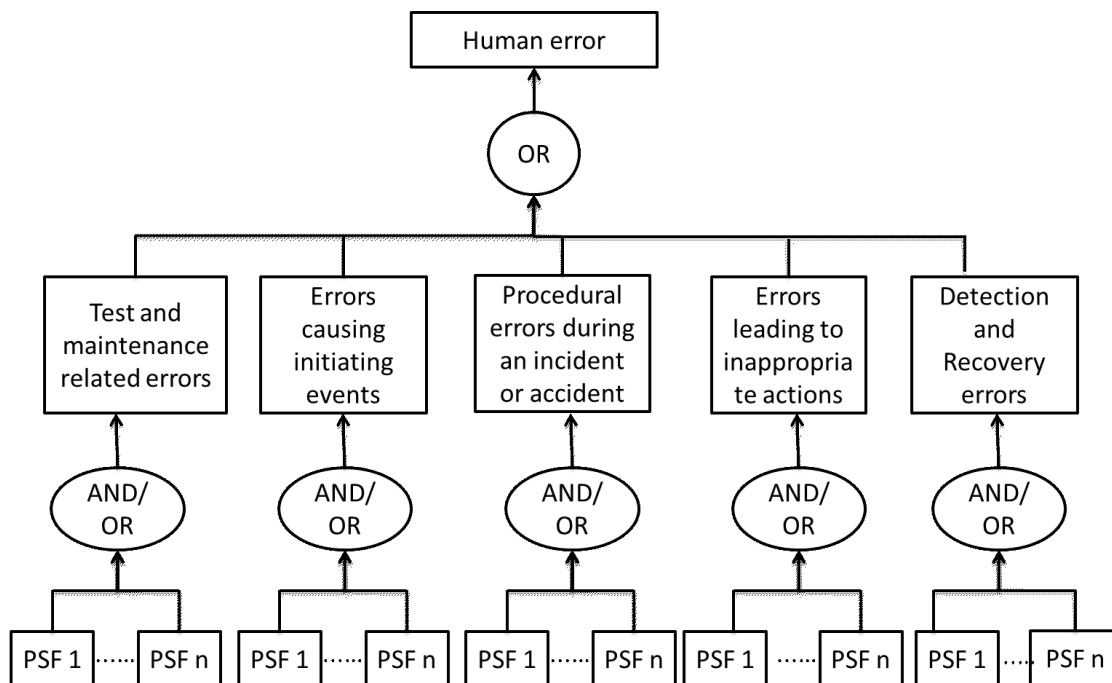 Human error
OR
Test and
maintenance
related errors
Errors
causing
initiating
events
Procedural
errors during
an incident
or accident
Errors
leading to
inappropria
te actions
Detection
and
Recovery
errors
AND/
OR
AND/
OR
AND/
OR
AND/
OR
AND/
OR
PSF 1 ...... PSF n
PSF 1 ...... PSF n
PSF 1 ...... PSF n
PSF 1 ...... PSF n
PSF 1 ...... PSF n